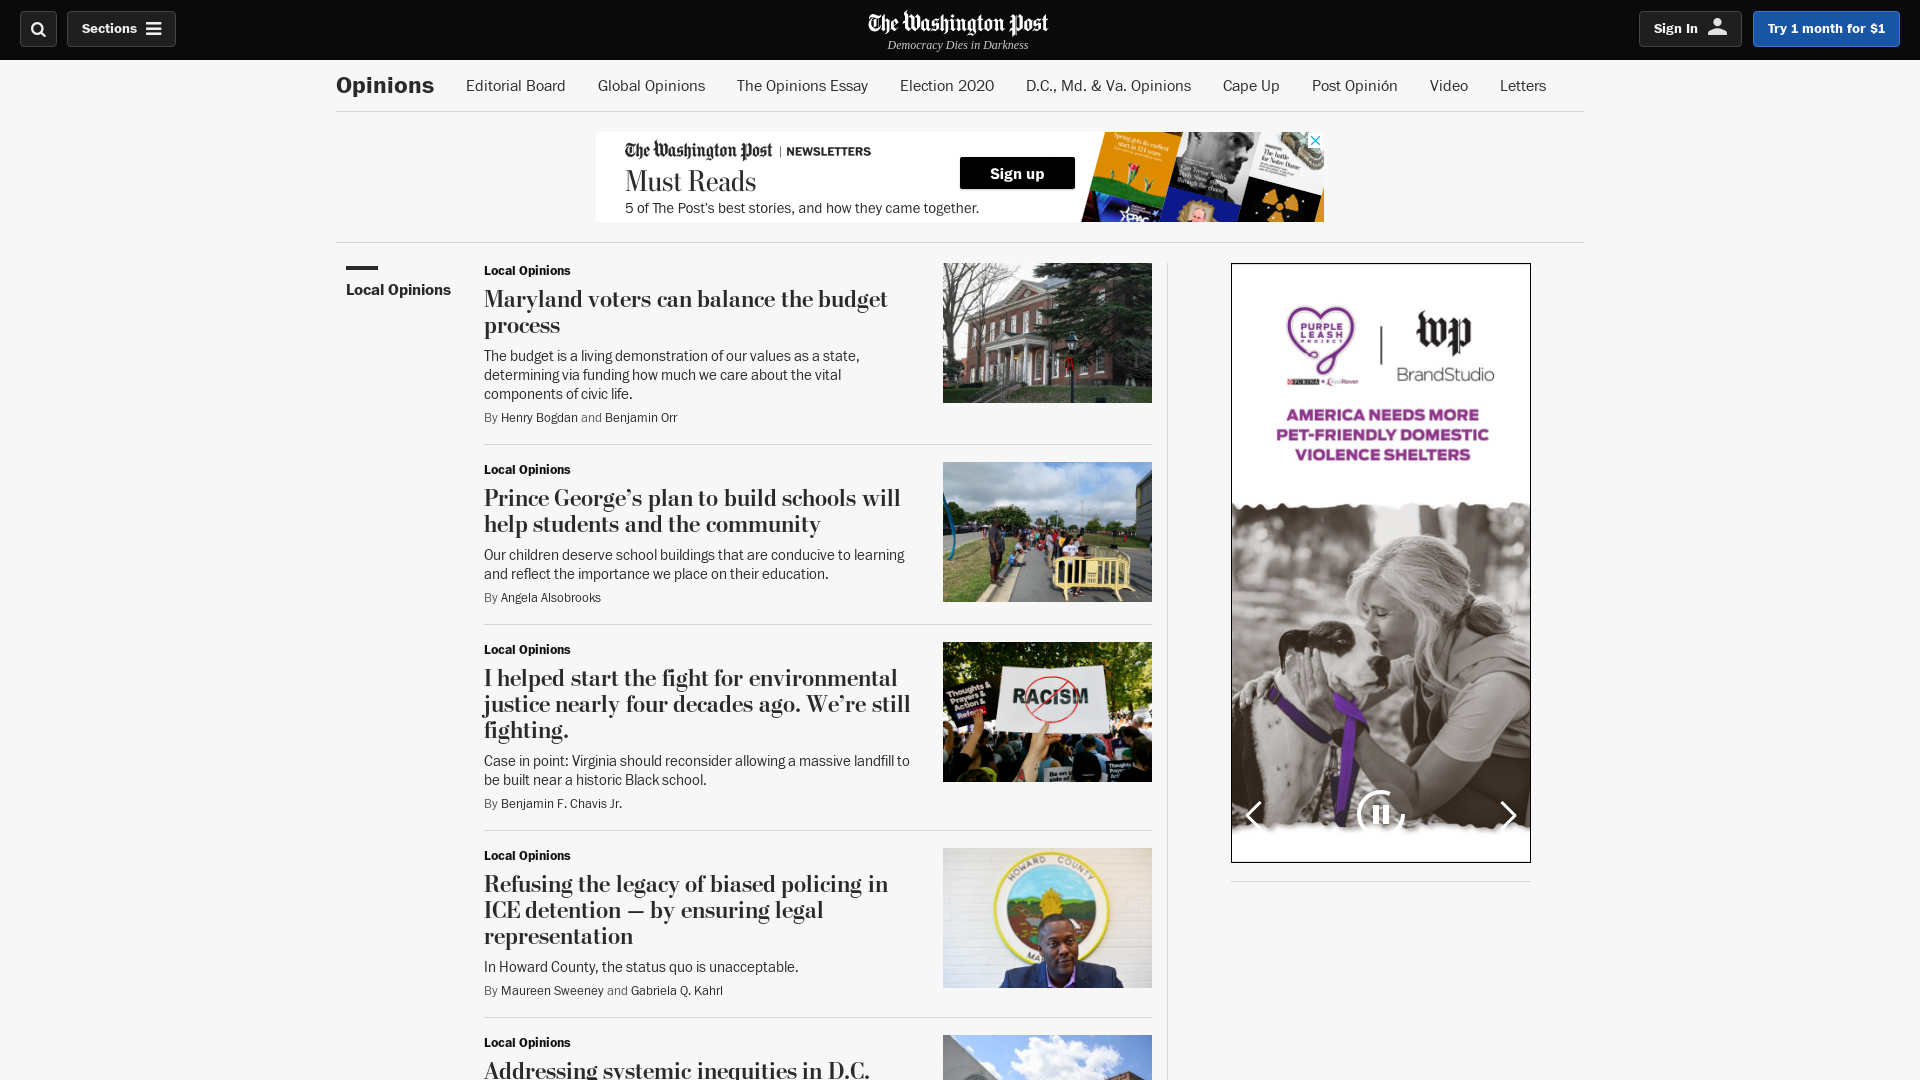 Sections
The Washington Post
Democracy Dies in Darkness
Sign In
Try 1 month for $1
Opinions
Editorial Board
Global Opinions
The Opinions Essay
Election 2020
D.C., Md. & Va. Opinions
Cape Up
Post Opinión
Video
Letters
The Washington Post | NEWSLETTERS
Must Reads
5 of The Post's best stories, and how they came together.
Sign up
Local Opinions
Local Opinions
Maryland voters can balance the budget
process
The budget is a living demonstration of our values as a state,
determining via funding how much we care about the vital
components of civic life.
By Henry Bogdan and Benjamin Orr
Local Opinions
Prince George’s plan to build schools will
help students and the community
Our children deserve school buildings that are conducive to learning
and reflect the importance we place on their education.
By Angela Alsobrooks
Local Opinions
I helped start the fight for environmental
justice nearly four decades ago. We’re still
fighting.
Case in point: Virginia should reconsider allowing a massive landfill to
be built near a historic Black school.
By Benjamin F. Chavis Jr.
Thoughts &
Prayers &
Action &
Reform.
RACISM
Local Opinions
Refusing the legacy of biased policing in
ICE detention — by ensuring legal
representation
In Howard County, the status quo is unacceptable.
By Maureen Sweeney and Gabriela Q. Kahrl
HOWARD COUNTY
Local Opinions
Addressing systemic inequities in D.C.
PURPLE
LEASH
PROJECT
PURINA
wp
BrandStudio
AMERICA NEEDS MORE
PET-FRIENDLY DOMESTIC
VIOLENCE SHELTERS